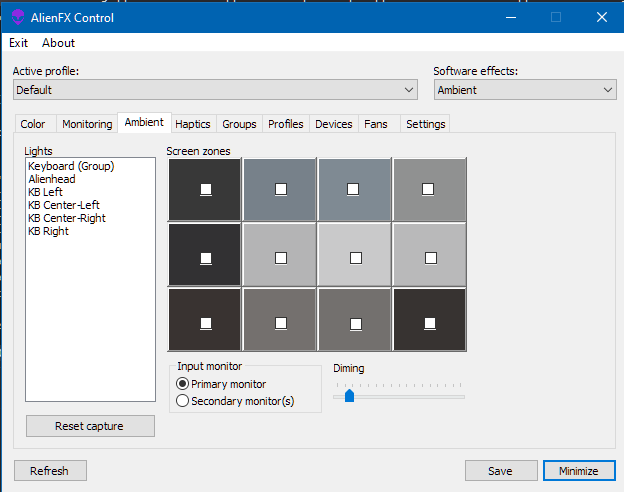 AlienFX Control
Exit About
Active profile: Software effects:
Default Ambient
Color Monitoring Ambient Haptics Groups Profiles Devices Fans Settings
Lights Screen zones
Keyboard (Group)
Alienhead
KB Left
KB Center-Left
KB Center-Right
KB Right
Input monitor Diming
Primary monitor
Secondary monitor(s)
Reset capture
Refresh Save Minimize